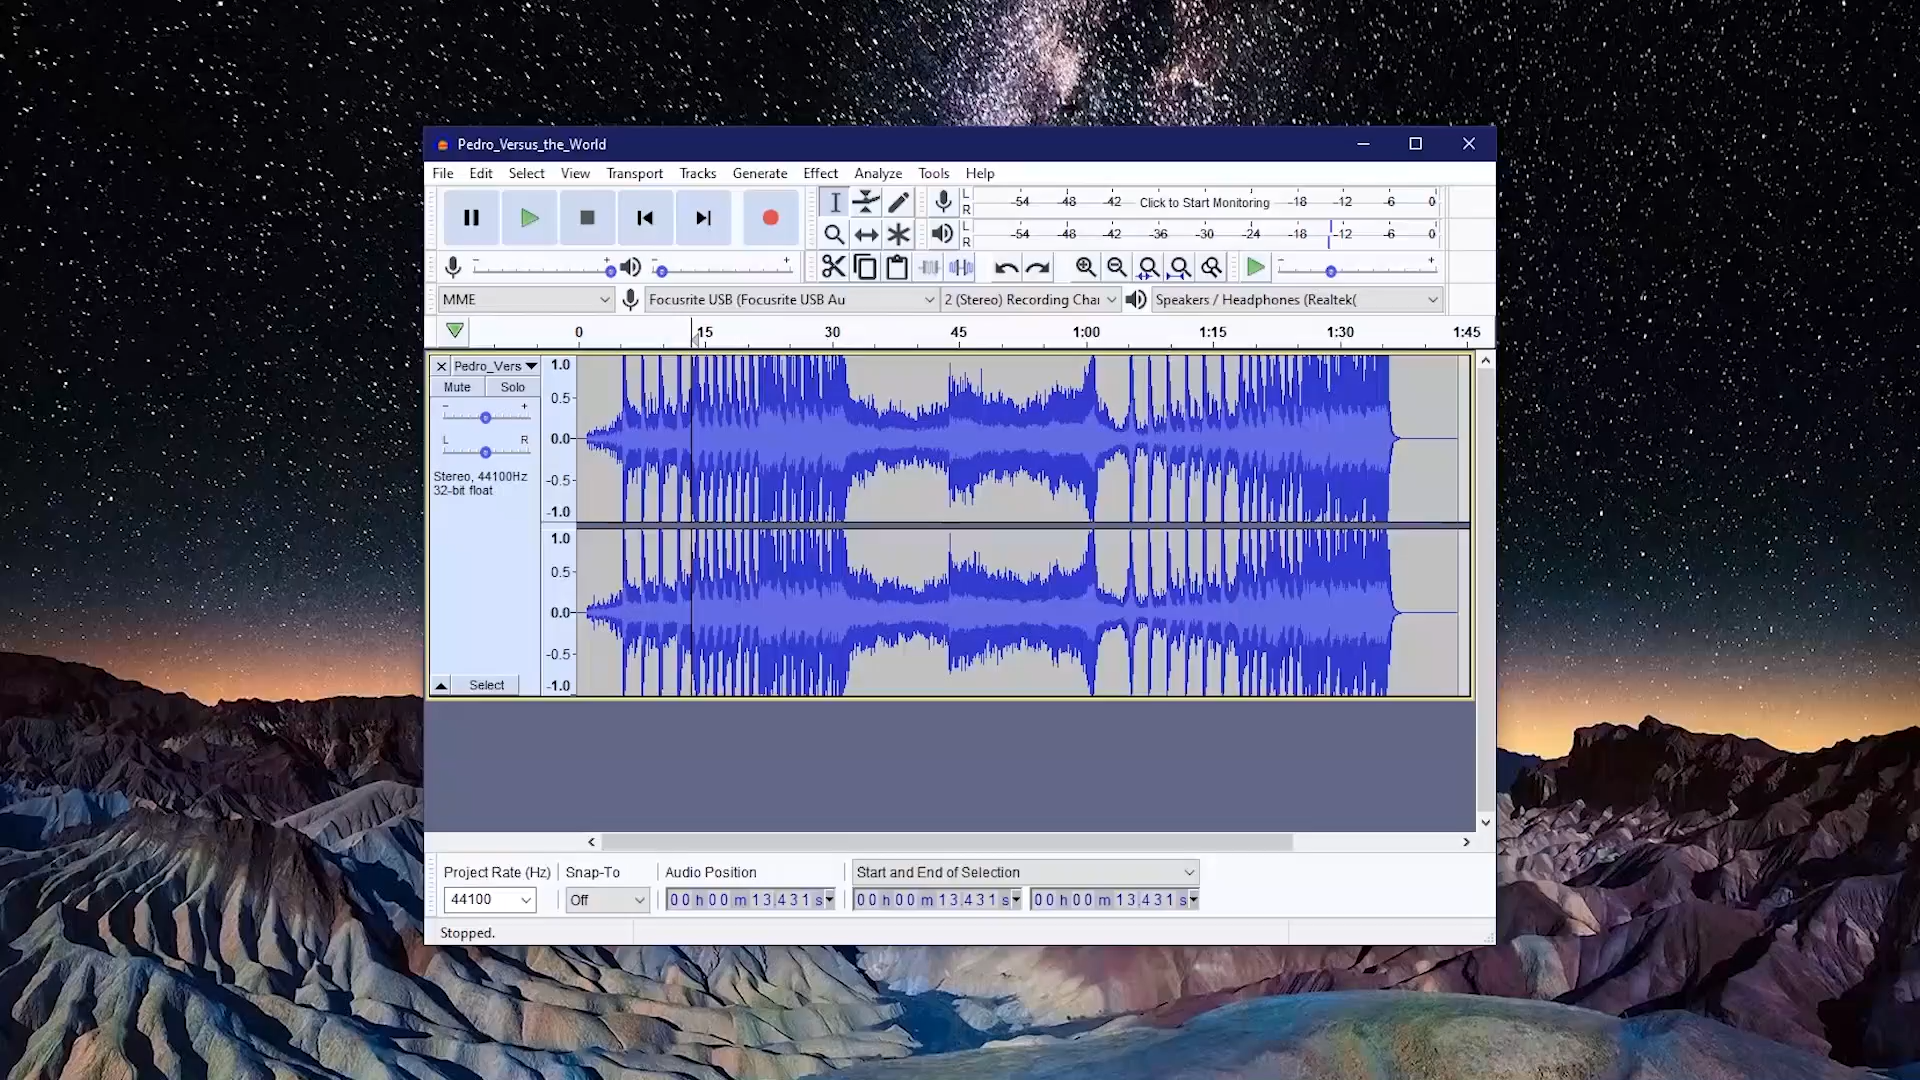 Pedro_Versus_the_World
File Edit Select View Transport Tracks Generate Effect Analyze Tools Help
L
R
-54 -48 -42 Click to Start Monitoring -18 -12 -6 0
L
R
-54 -48 -42 -36 -30 -24 -18 -12 -6 0
MME
Focusrite USB (Focusrite USB Au
2 (Stereo) Recording Chai
Speakers / Headphones (Realtek(
0 15 30 45 1:00 1:15 1:30 1:45
Pedro_Vers
Mute Solo
L R
Stereo, 44100Hz
32-bit float
Select
1.0
0.5
0.0
-0.5
-1.0
1.0
0.5
0.0
-0.5
-1.0
Project Rate (Hz) Snap-To Audio Position Start and End of Selection
44100 Off 00 h 00 m 13.431 s 00 h 00 m 13.431 s 00 h 00 m 13.431 s
Stopped.